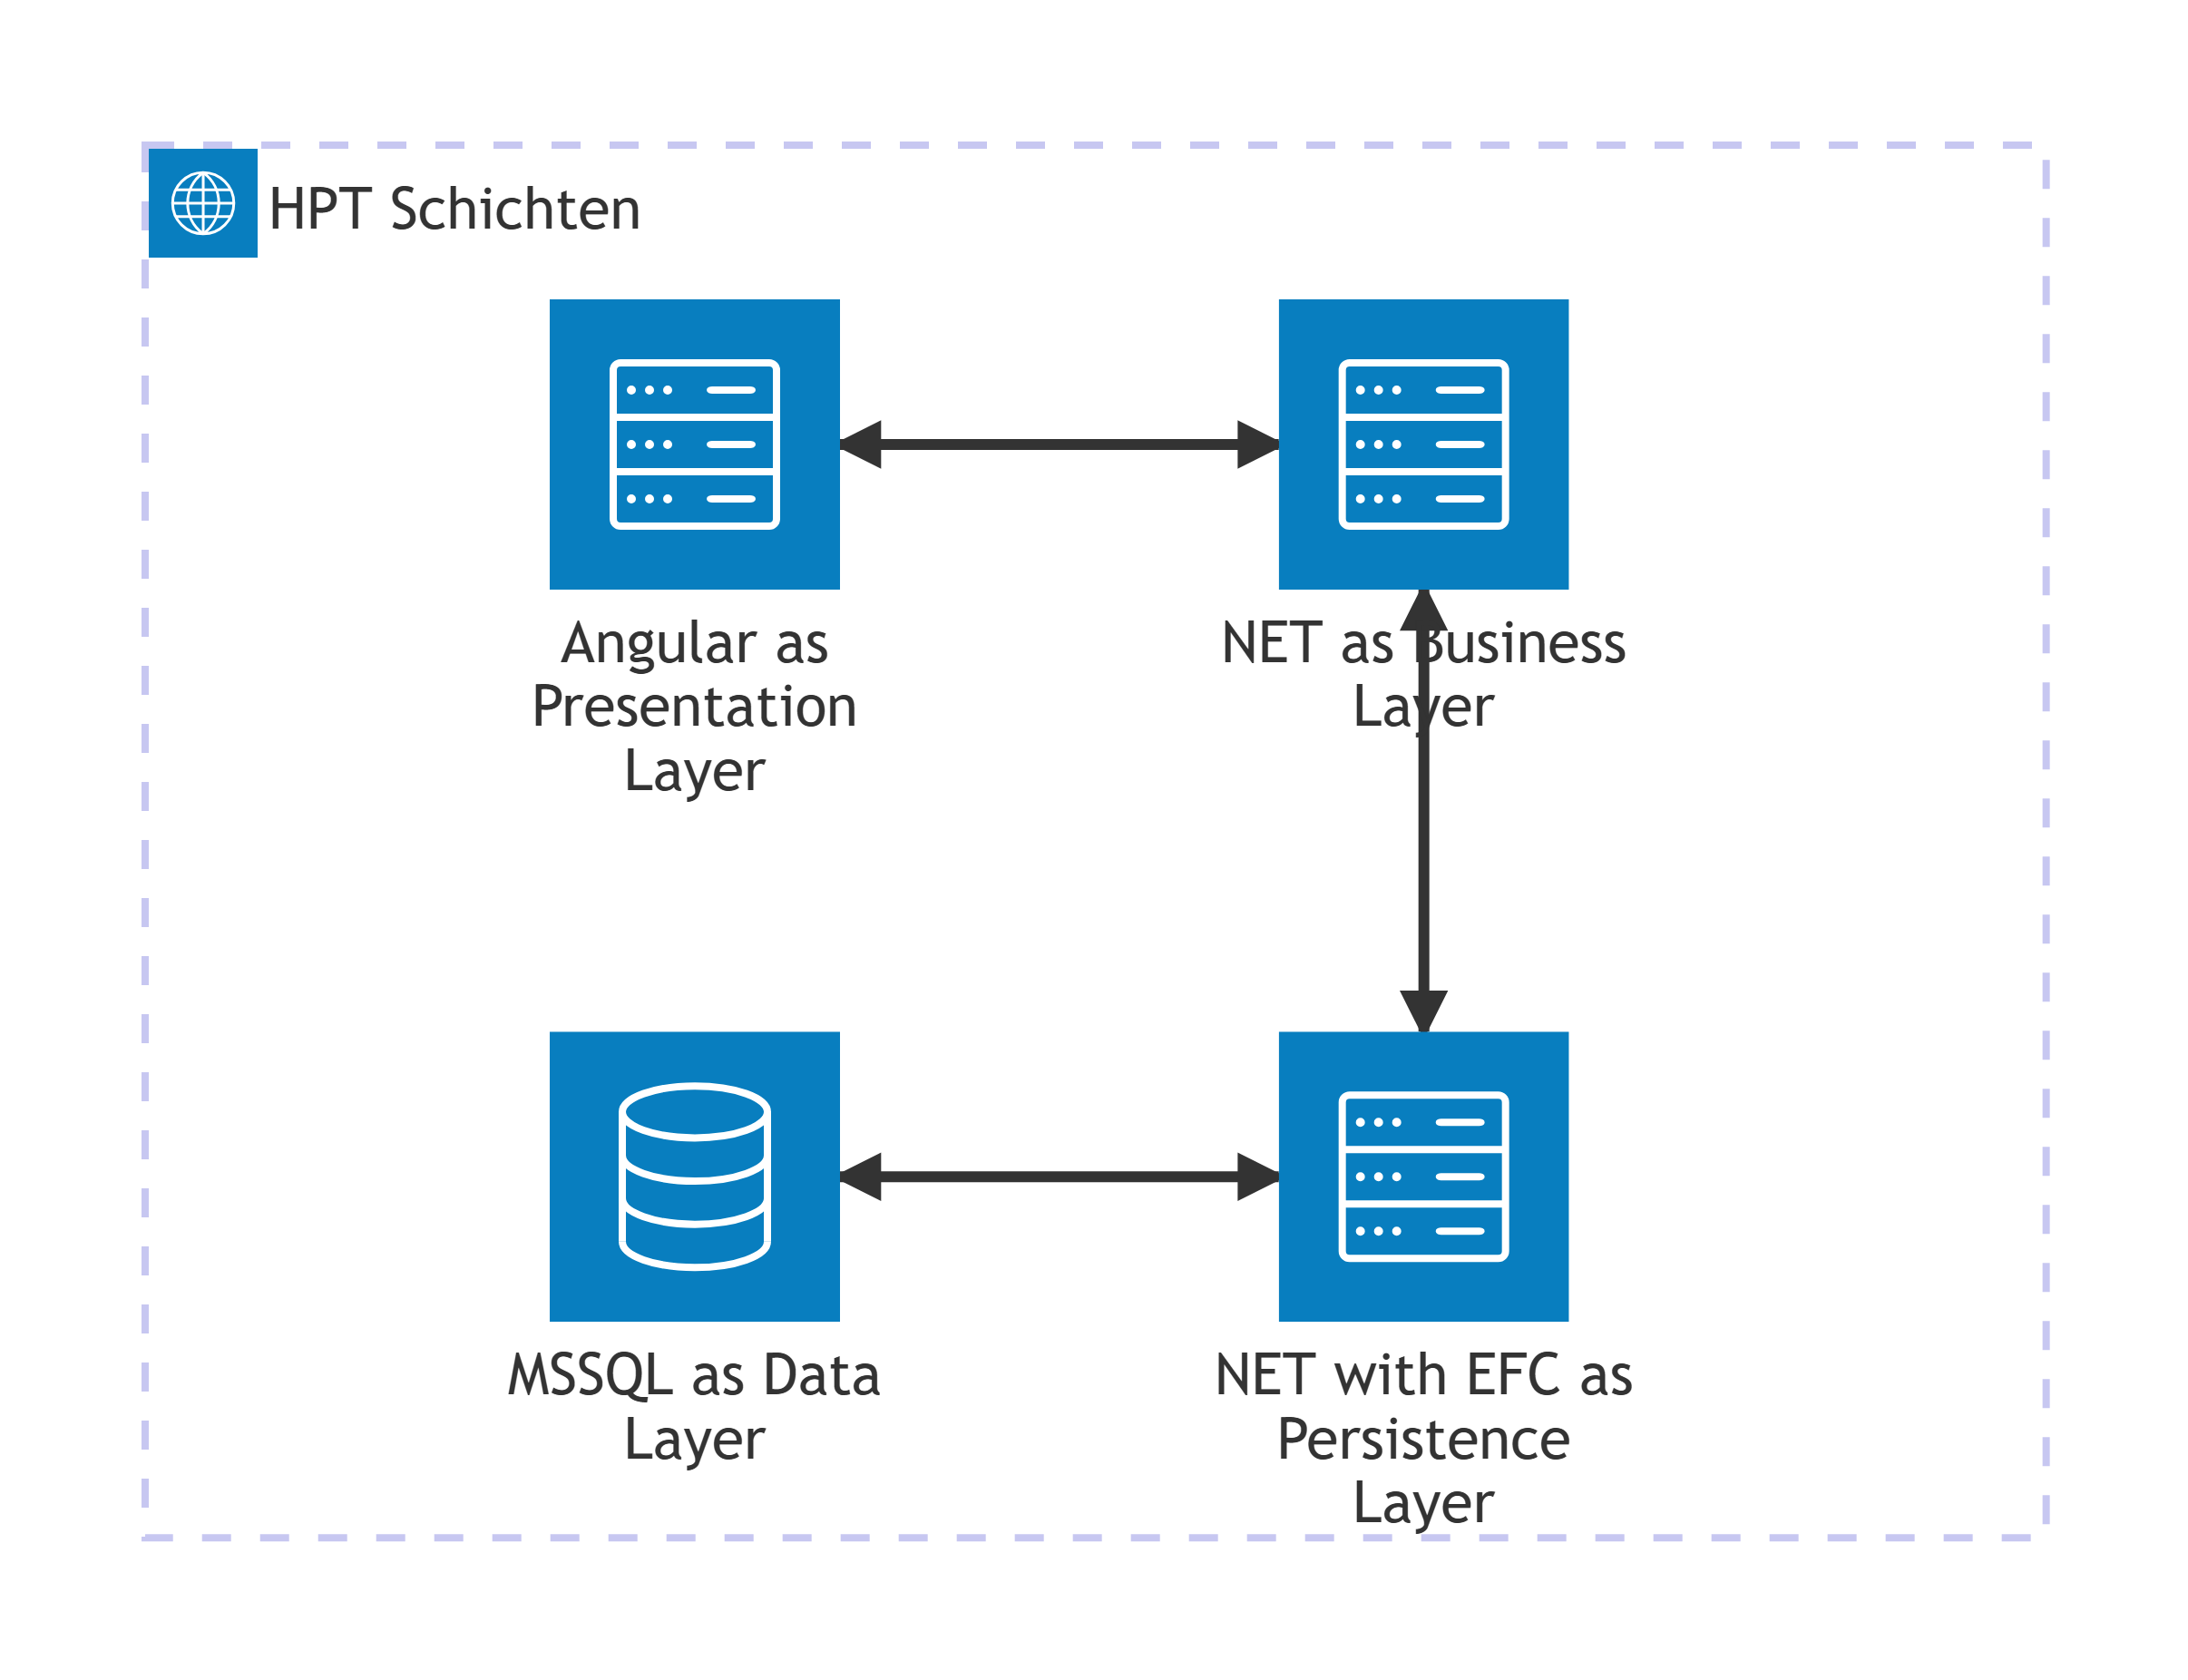 HPT Schichten
Angular as
Presentation
Layer
NET as Business
Layer
MSSQL as Data
Layer
NET with EFC as
Persistence
Layer